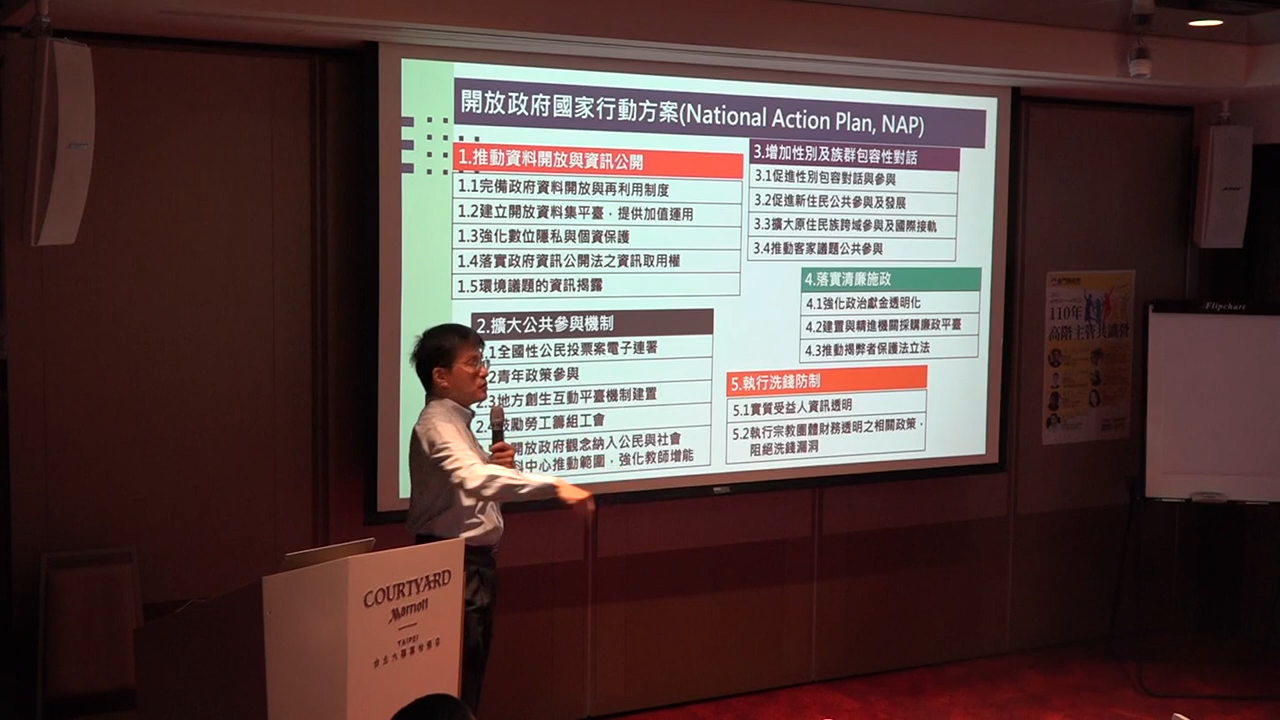 開放政府國家行動方案(National Action Plan, NAP)
1.推動資料開放與資訊公開
1.1完備政府資料開放與再利用制度
1.2建立開放資料集平臺，提供加值運用
1.3強化數位隱私與個資保護
1.4落實政府資訊公開法之資訊取用權
1.5環境議題的資訊揭露
2.擴大公共參與機制
.1全國性公民投票案電子連署
.2青年政策參與
2.3地方創生互動平臺機制建置
2.4鼓勵勞工籌組工會
開放政府觀念納入公民與社會
科中心推動範圍，強化教師增能
3.增加性別及族群包容性對話
3.1促進性別包容對話與參與
3.2促進新住民公共參與及發展
3.3擴大原住民族跨域參與及國際接軌
3.4推動客家議題公共參與
4.落實清廉施政
4.1強化政治獻金透明化
4.2建置與精進機關採購廉政平臺
4.3推動揭弊者保護法立法
5.執行洗錢防制
5.1實質受益人資訊透明
5.2執行宗教團體財務透明之相關政策，
阻絕洗錢漏洞
110年
高階主管共識營
Flipchart
COURTYARD
Marriott
TAIPEI